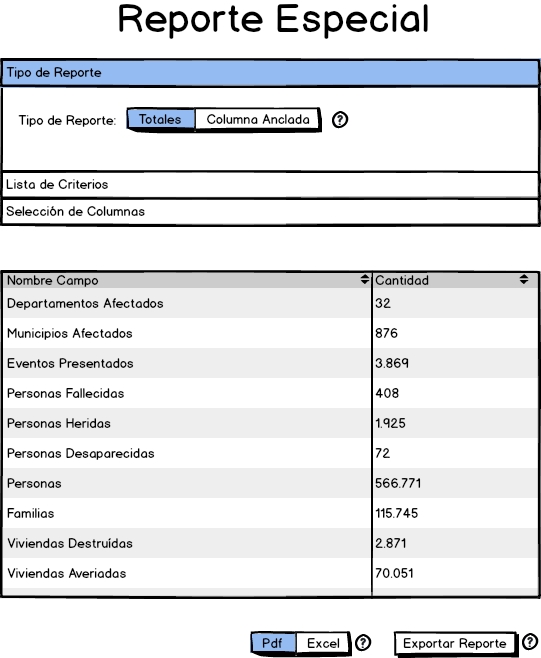 Reporte Especial
Tipo de Reporte
Tipo de Reporte: Totales Columna Anclada ?
Lista de Criterios
Selección de Columnas
Nombre Campo Cantidad
Departamentos Afectados 32
Municipios Afectados 876
Eventos Presentados 3.869
Personas Fallecidas 408
Personas Heridas 1.925
Personas Desaparecidas 72
Personas 566.771
Familias 115.745
Viviendas Destruídas 2.871
Viviendas Averiadas 70.051
Pdf Excel ? Exportar Reporte ?